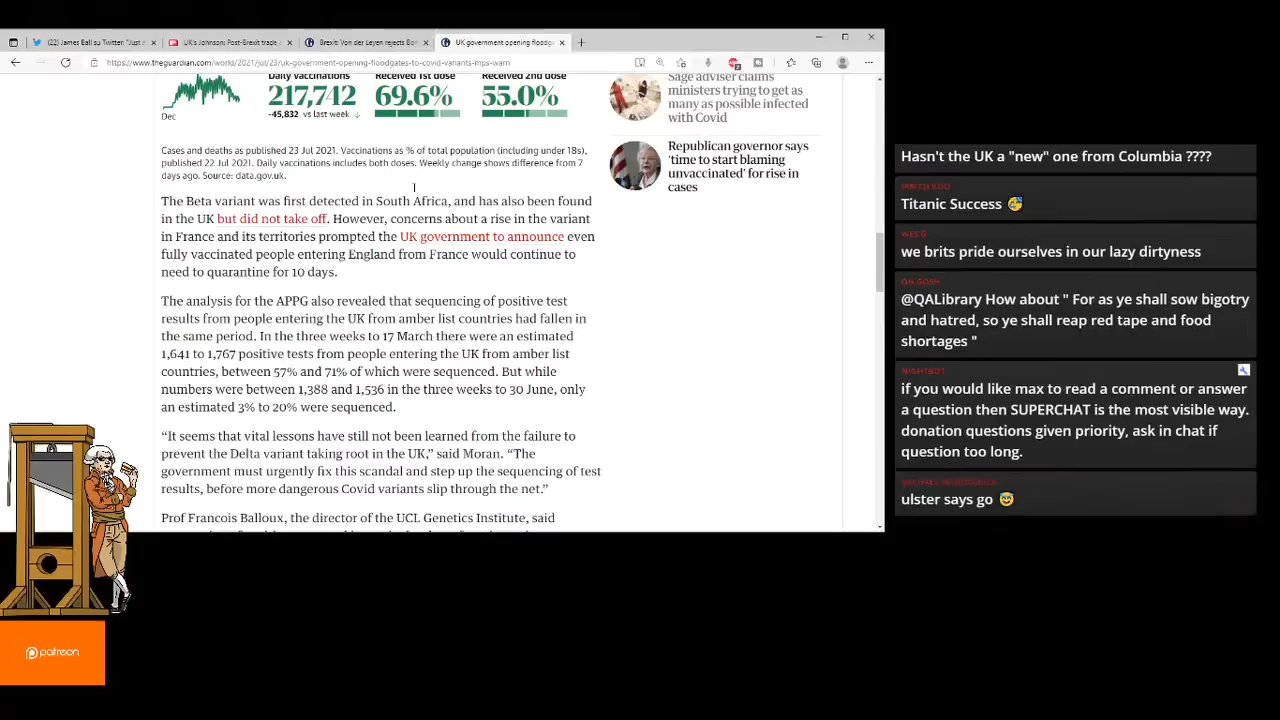 (22) James Ball su Twitter: "Just
UK's Johnson: Post-Brexit trade
Brexit: Von der Leyen rejects Bor
UK government opening floodg
https://www.theguardian.com/world/2021/jul/23/uk-government-opening-floodgates-to-covid-variants-mps-warn
Dec
Daily vaccinations
217,742
-45,832 vs last week
Received 1st dose
69.6%
Received 2nd dose
55.0%
Cases and deaths as published 23 Jul 2021. Vaccinations as % of total population (including under 18s),
published 22 Jul 2021. Daily vaccinations includes both doses. Weekly change shows difference from 7
days ago. Source: data.gov.uk.
The Beta variant was first detected in South Africa, and has also been found
in the UK but did not take off. However, concerns about a rise in the variant
in France and its territories prompted the UK government to announce even
fully vaccinated people entering England from France would continue to
need to quarantine for 10 days.
The analysis for the APPG also revealed that sequencing of positive test
results from people entering the UK from amber list countries had fallen in
the same period. In the three weeks to 17 March there were an estimated
1,641 to 1,767 positive tests from people entering the UK from amber list
countries, between 57% and 71% of which were sequenced. But while
numbers were between 1,388 and 1,536 in the three weeks to 30 June, only
an estimated 3% to 20% were sequenced.
“It seems that vital lessons have still not been learned from the failure to
prevent the Delta variant taking root in the UK,” said Moran. “The
government must urgently fix this scandal and step up the sequencing of test
results, before more dangerous Covid variants slip through the net.”
Prof Francois Balloux, the director of the UCL Genetics Institute, said
Sage adviser claims
ministers trying to get as
many as possible infected
with Covid
Republican governor says
'time to start blaming
unvaccinated' for rise in
cases
Hasn't the UK a "new" one from Columbia ????
Titanic Success
WES'S
we brits pride ourselves in our lazy dirtyness
OH GOSH
@QALibrary How about " For as ye shall sow bigotry
and hatred, so ye shall reap red tape and food
shortages "
NIGHTBOT
if you would like max to read a comment or answer
a question then SUPERCHAT is the most visible way.
donation questions given priority, ask in chat if
question too long.
ulster says go
patreon